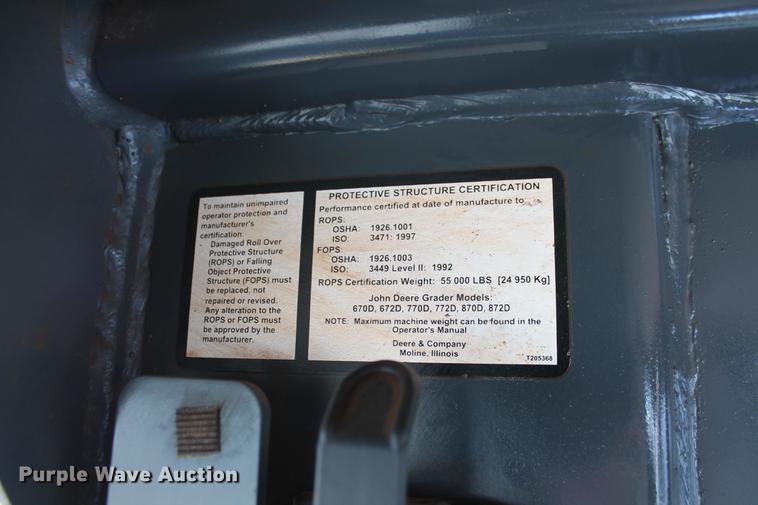 To maintain unimpaired
operator protection and
manufacturer's
certification:
Damaged Roll Over
Protective Structure
(ROPS) or Falling
Object Protective
Structure (FOPS) must
be replaced, not
repaired or revised.
Any alteration to the
ROPS or FOPS must
be approved by the
manufacturer.
PROTECTIVE STRUCTURE CERTIFICATION
Performance certified at date of manufacture to:
ROPS:
OSHA: 1926.1001
ISO: 3471: 1997
FOPS:
OSHA: 1926.1003
ISO: 3449 Level II: 1992
ROPS Certification Weight: 55 000 LBS [24 950 Kg]
John Deere Grader Models:
670D, 672D, 770D, 772D, 870D, 872D
NOTE: Maximum machine weight can be found in the
Operator's Manual
Deere & Company
Moline, Illinois
T205368
Purple Wave Auction